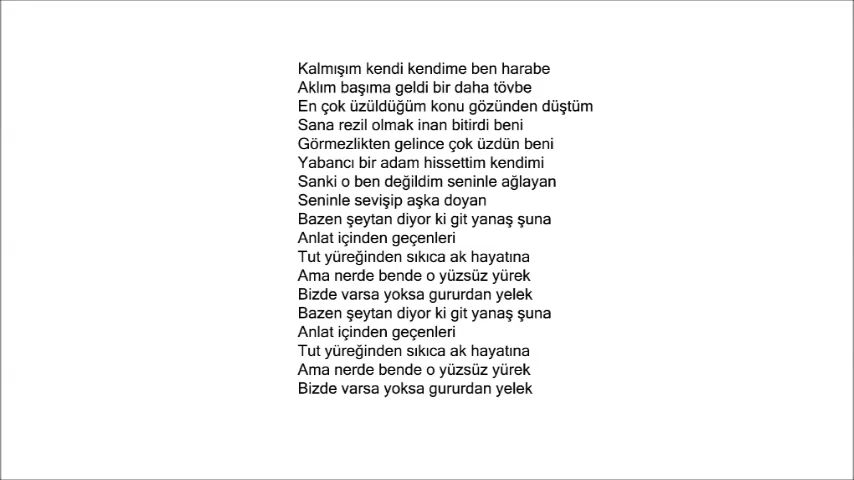 Kalmışım kendi kendime ben harabe
Aklım başıma geldi bir daha tövbe
En çok üzüldüğüm konu gözünden düştüm
Sana rezil olmak inan bitirdi beni
Görmezlikten gelince çok üzdün beni
Yabancı bir adam hissettim kendimi
Sanki o ben değildim seninle ağlayan
Seninle sevişip aşka doyan
Bazen şeytan diyor ki git yanaş şuna
Anlat içinden geçenleri
Tut yüreğinden sıkıca ak hayatına
Ama nerde bende o yüzsüz yürek
Bizde varsa yoksa gururdan yelek
Bazen şeytan diyor ki git yanaş şuna
Anlat içinden geçenleri
Tut yüreğinden sıkıca ak hayatına
Ama nerde bende o yüzsüz yürek
Bizde varsa yoksa gururdan yelek